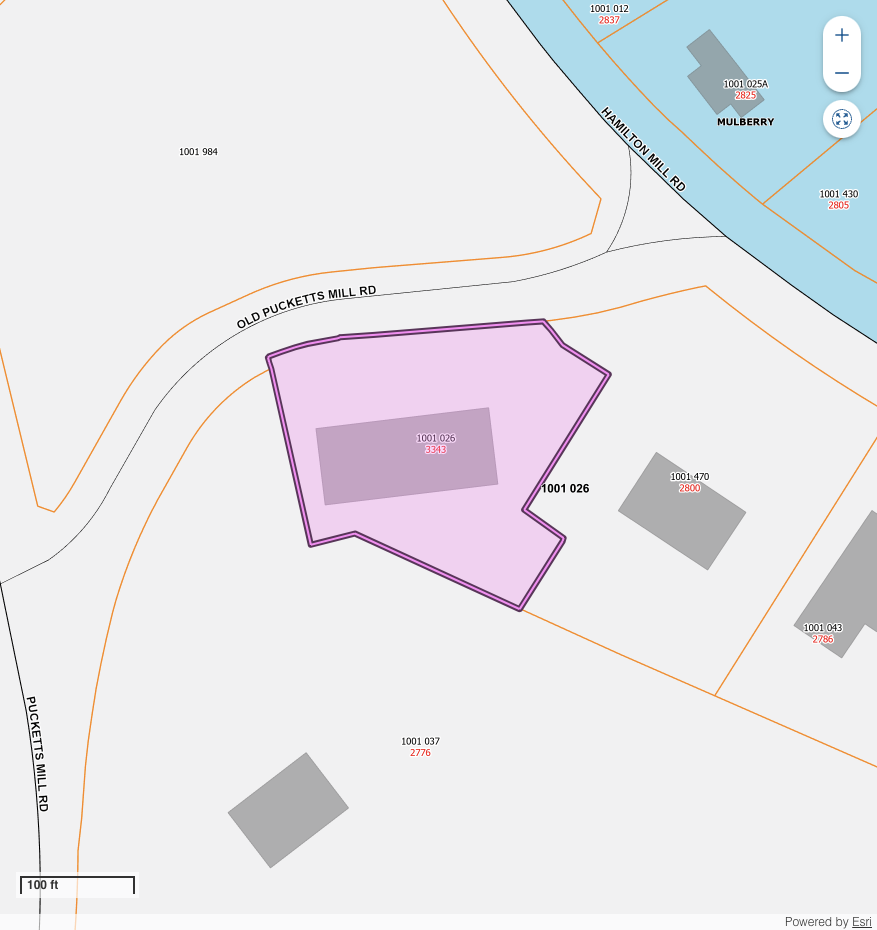 1001 012
2837
+
1001 025A
2825
−
MULBERRY
HAMILTON MILL RD
1001 984
1001 430
2805
OLD PUCKETTS MILL RD
1001 026
3343
1001 026
1001 470
2800
1001 043
2786
PUCKETTS MILL RD
1001 037
2776
100 ft
Powered by Esri